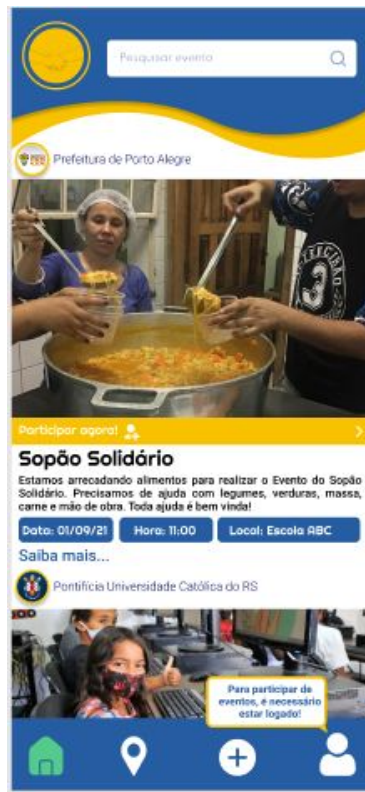 Pesquisar evento
Prefeitura de Porto Alegre
Participar agora!
Sopão Solidário
Estamos arrecadando alimentos para realizar o Evento do Sopão
Solidário. Precisamos de ajuda com legumes, verduras, massa,
carne e mão de obra. Toda ajuda é bem vinda!
Data: 01/09/21 Hora: 11:00 Local: Escola ABC
Saiba mais...
Pontifícia Universidade Católica do RS
Para participar de
eventos, é necessário
estar logado!